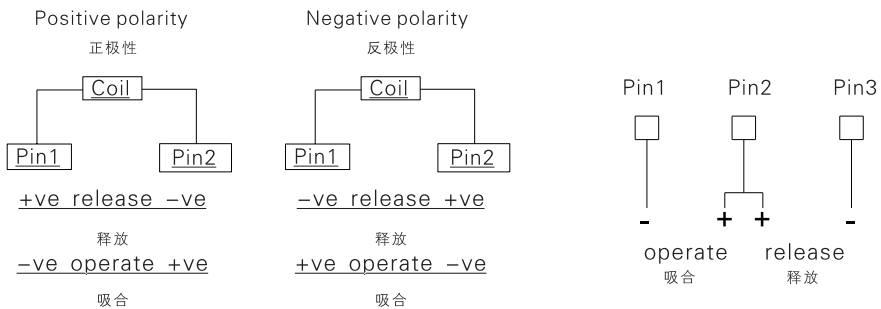 Positive polarity
正极性
Coil
Pin1 Pin2
+ve release −ve
释放
−ve operate +ve
吸合
Negative polarity
反极性
Coil
Pin1 Pin2
−ve release +ve
释放
+ve operate −ve
吸合
Pin1 Pin2 Pin3
- + + -
operate release
吸合 释放